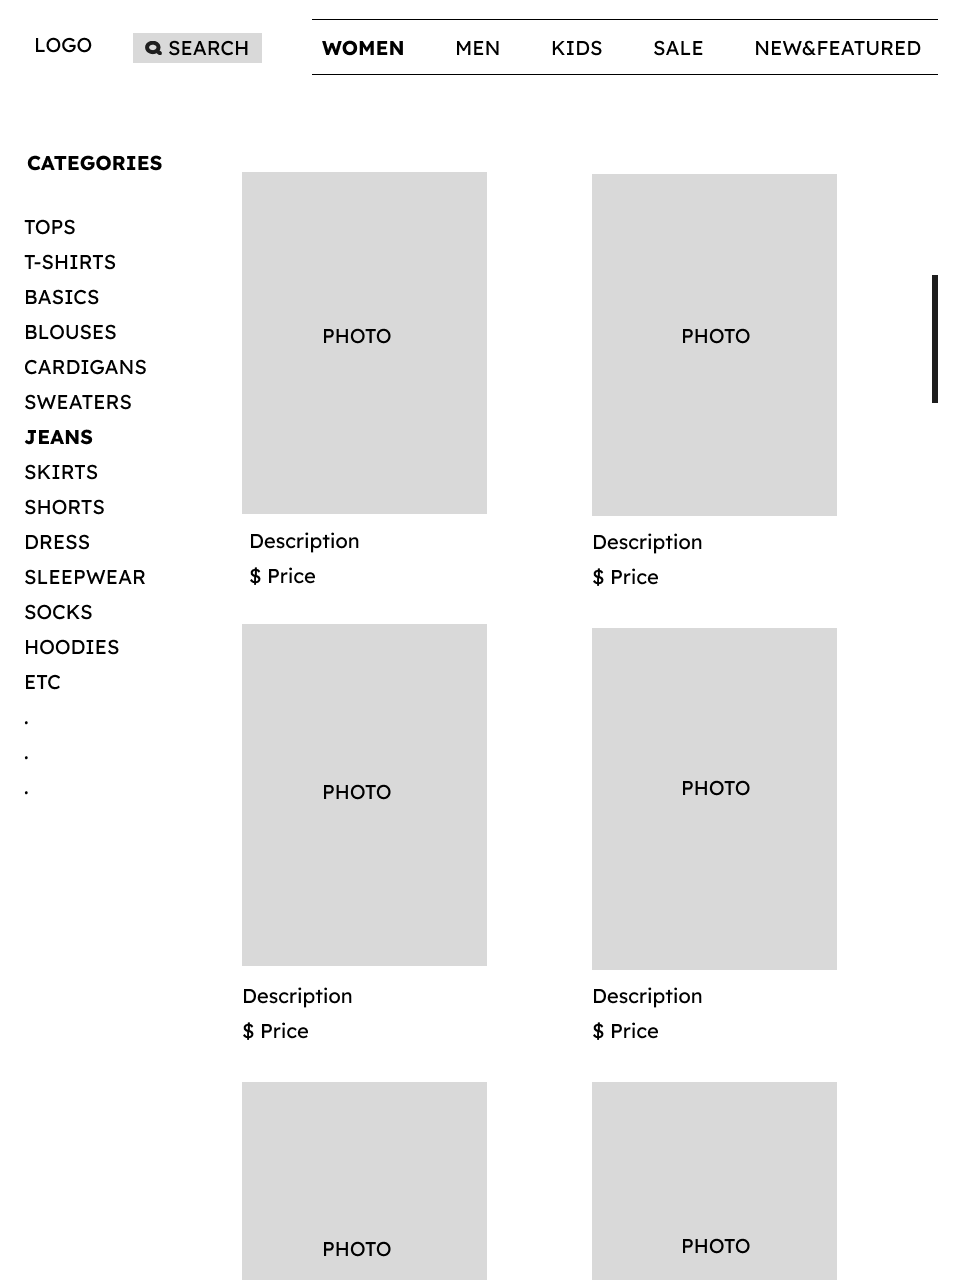 LOGO
SEARCH
WOMEN MEN KIDS SALE NEW&FEATURED
CATEGORIES
TOPS
T-SHIRTS
BASICS
BLOUSES
CARDIGANS
SWEATERS
JEANS
SKIRTS
SHORTS
DRESS
SLEEPWEAR
SOCKS
HOODIES
ETC
.
.
.
PHOTO
Description
$ Price
PHOTO
Description
$ Price
PHOTO
Description
$ Price
PHOTO
Description
$ Price
PHOTO
PHOTO